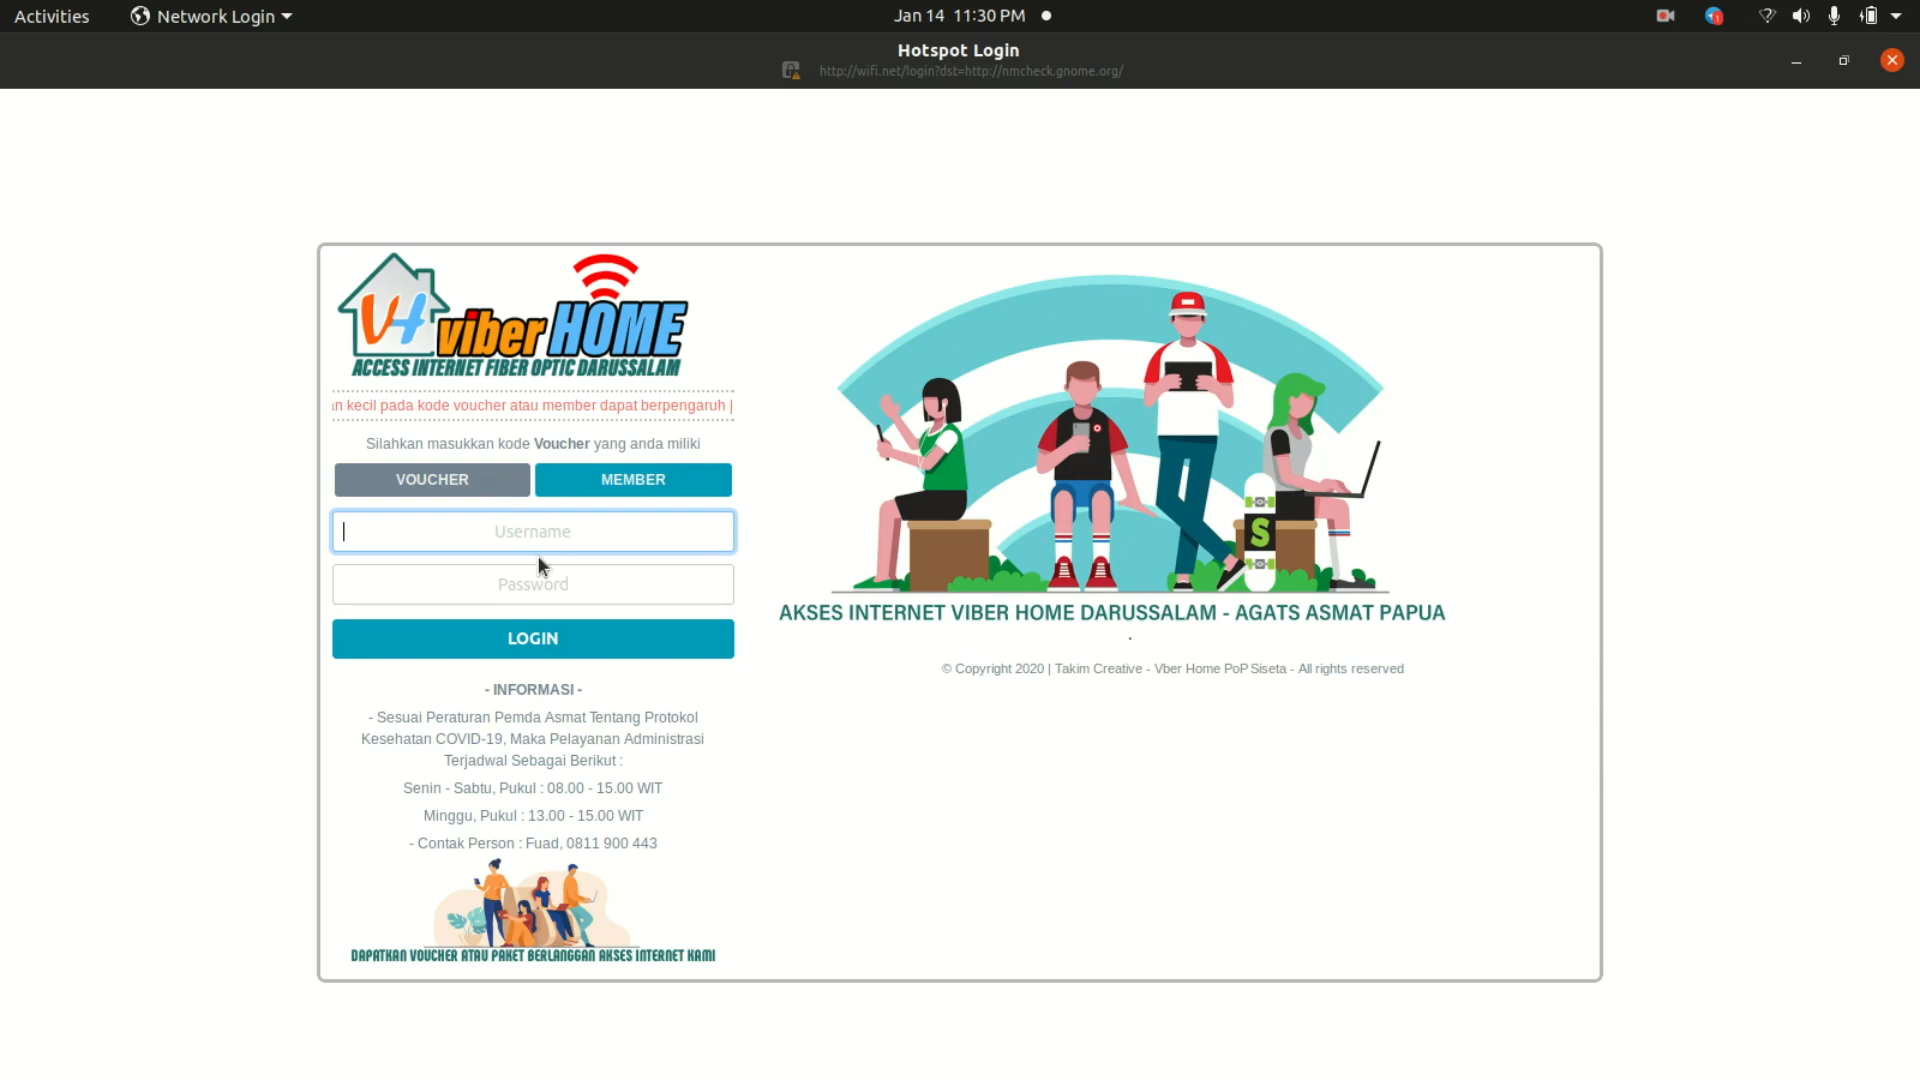 Activities
Network Login
Jan 14 11:30 PM
Hotspot Login
http://wifi.net/login?dst=http://nmcheck.gnome.org/
V4 viber HOME
ACCESS INTERNET FIBER OPTIC DARUSSALAM
kecil pada kode voucher atau member dapat berpengaruh |
Silahkan masukkan kode Voucher yang anda miliki
VOUCHER
MEMBER
Username
Password
LOGIN
- INFORMASI -
- Sesuai Peraturan Pemda Asmat Tentang Protokol
Kesehatan COVID-19, Maka Pelayanan Administrasi
Terjadwal Sebagai Berikut :
Senin - Sabtu, Pukul : 08.00 - 15.00 WIT
Minggu, Pukul : 13.00 - 15.00 WIT
- Contak Person : Fuad, 0811 900 443
DAPATKAN VOUCHER ATAU PAKET BERLANGGAN AKSES INTERNET KAMI
S
AKSES INTERNET VIBER HOME DARUSSALAM - AGATS ASMAT PAPUA
.
© Copyright 2020 | Takim Creative - Vber Home PoP Siseta - All rights reserved